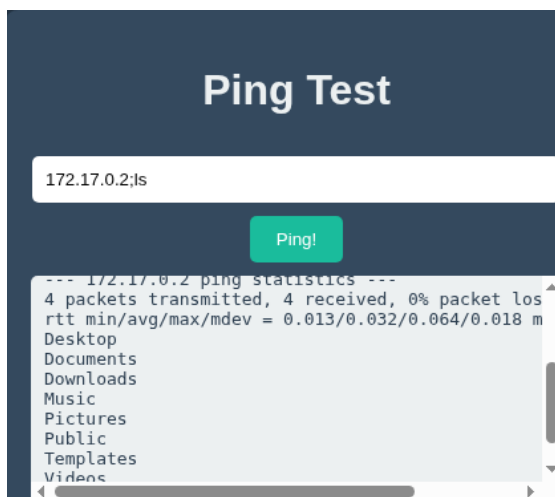 Ping Test
172.17.0.2;ls
Ping!
--- 172.17.0.2 ping statistics ---
4 packets transmitted, 4 received, 0% packet los
rtt min/avg/max/mdev = 0.013/0.032/0.064/0.018 m
Desktop
Documents
Downloads
Music
Pictures
Public
Templates
Videos